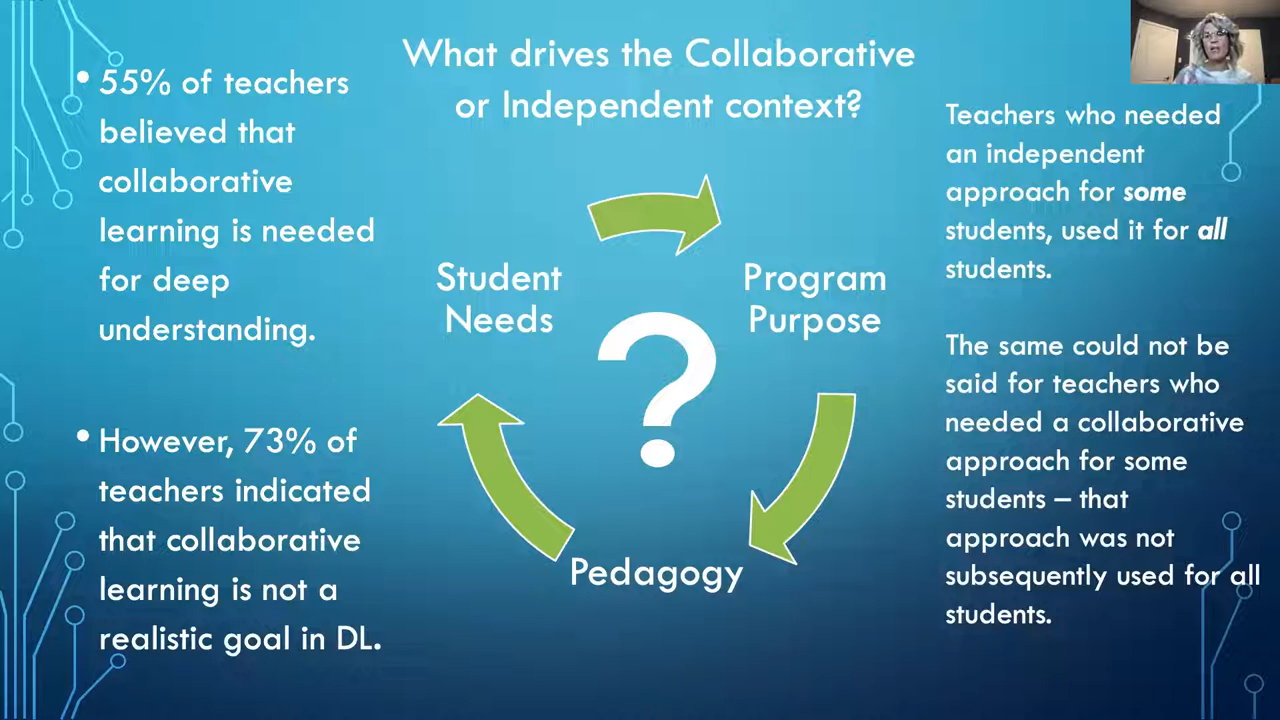 What drives the Collaborative
or Independent context?
• 55% of teachers
believed that
collaborative
learning is needed
for deep
understanding.
• However, 73% of
teachers indicated
that collaborative
learning is not a
realistic goal in DL.
Student
Needs
Program
Purpose
?
Pedagogy
Teachers who needed
an independent
approach for some
students, used it for all
students.
The same could not be
said for teachers who
needed a collaborative
approach for some
students – that
approach was not
subsequently used for all
students.